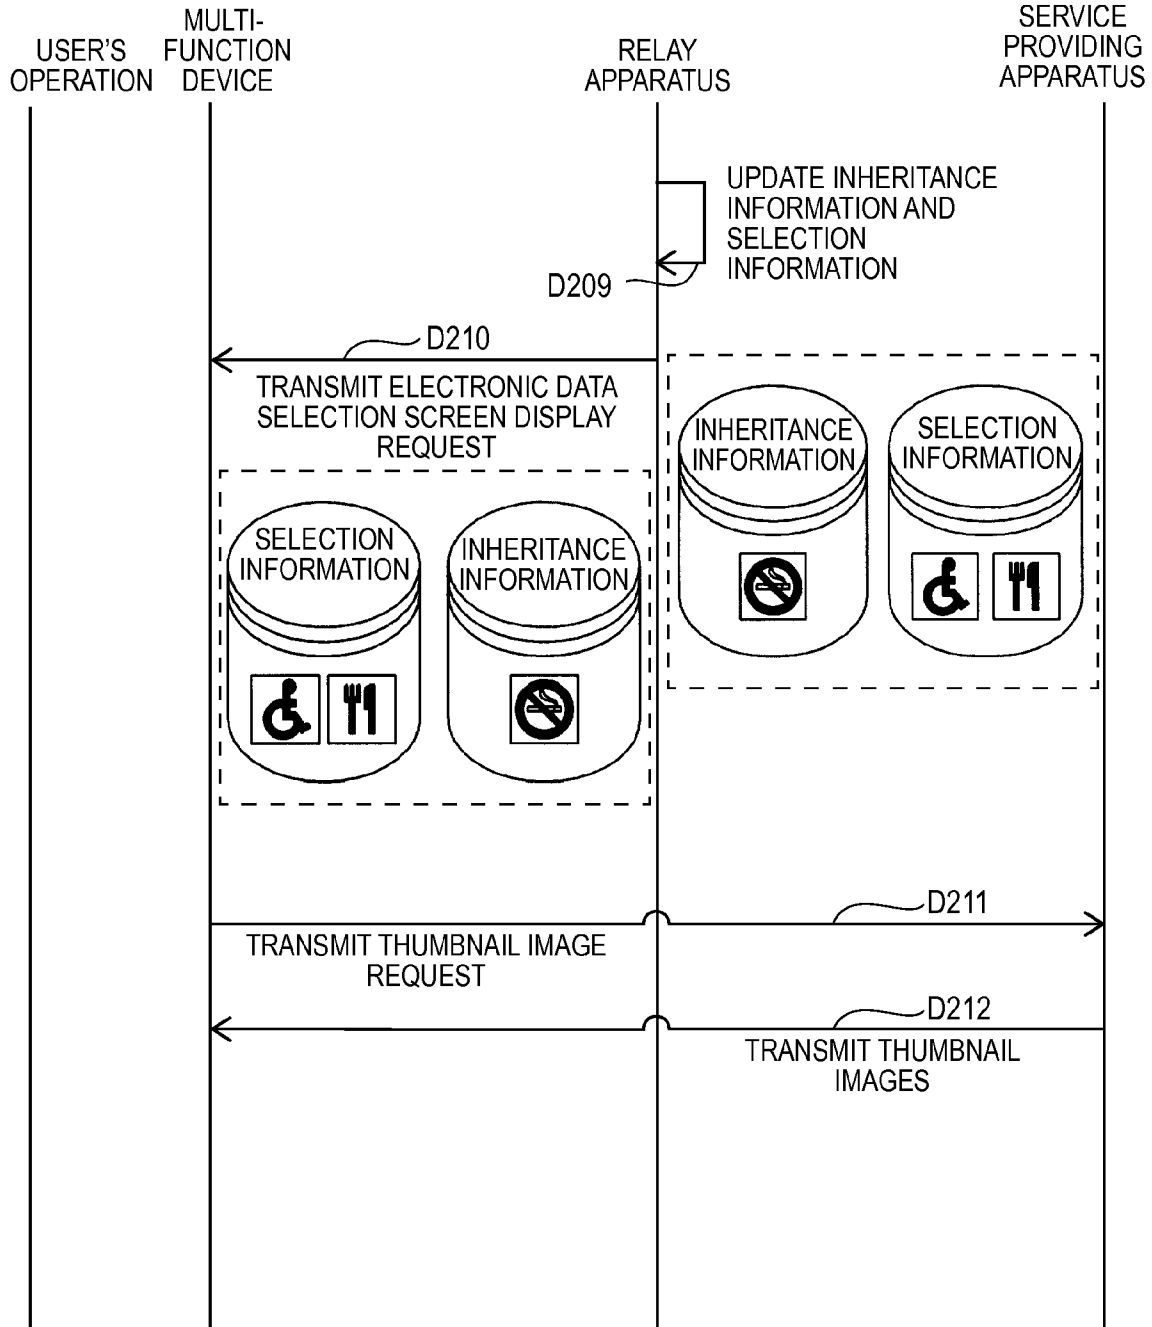 USER'S
OPERATION
MULTI-
FUNCTION
DEVICE
RELAY
APPARATUS
SERVICE
PROVIDING
APPARATUS
UPDATE INHERITANCE
INFORMATION AND
SELECTION
INFORMATION
D209
D210
TRANSMIT ELECTRONIC DATA
SELECTION SCREEN DISPLAY
REQUEST
INHERITANCE
INFORMATION
SELECTION
INFORMATION
SELECTION
INFORMATION
INHERITANCE
INFORMATION
D211
TRANSMIT THUMBNAIL IMAGE
REQUEST
D212
TRANSMIT THUMBNAIL
IMAGES